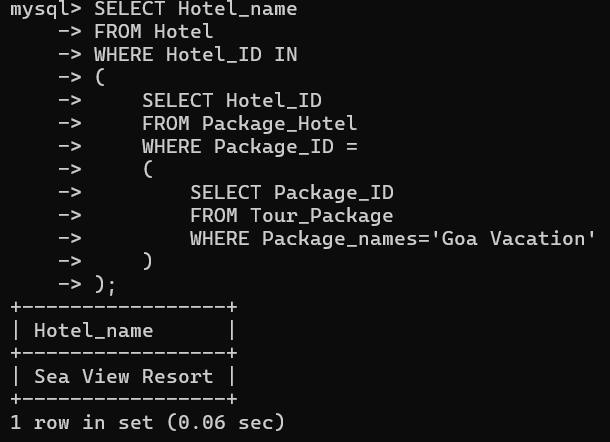 mysql> SELECT Hotel_name
    -> FROM Hotel
    -> WHERE Hotel_ID IN
    -> (
    ->     SELECT Hotel_ID
    ->     FROM Package_Hotel
    ->     WHERE Package_ID =
    ->     (
    ->         SELECT Package_ID
    ->         FROM Tour_Package
    ->         WHERE Package_names='Goa Vacation'
    ->     )
    -> );
+-----------------+
| Hotel_name      |
+-----------------+
| Sea View Resort |
+-----------------+
1 row in set (0.06 sec)